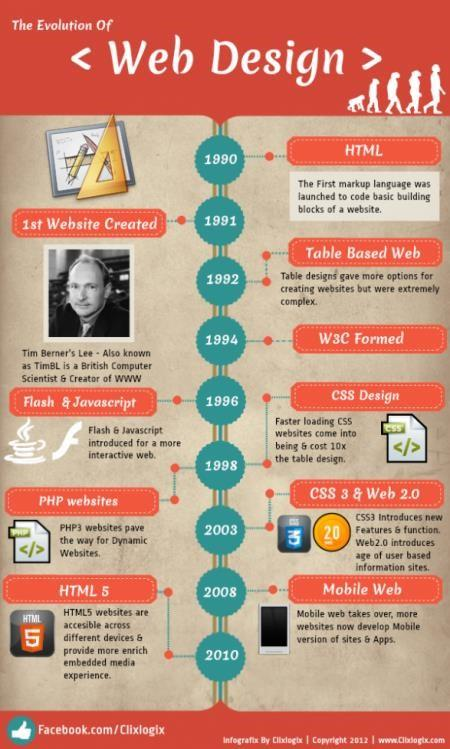 The Evolution Of
< Web Design >
1990
HTML
The First markup language was
launched to code basic building
blocks of a website.
1991
1st Website Created
Tim Berner's Lee - Also known
as TimBL is a British Computer
Scientist & Creator of WWW
1992
Table Based Web
Table designs gave more options for
creating websites but were extremely
complex.
1994
W3C Formed
1996
Flash & Javascript
Flash & Javascript
introduced for a more
interactive web.
1998
CSS Design
Faster loading CSS
websites come into
being & cost 10x
the table design.
CSS
</>
PHP websites
PHP
</>
PHP3 websites pave
the way for Dynamic
Websites.
2003
CSS 3 & Web 2.0
3
2.0
CSS3 Introduces new
Features & function.
Web2.0 introduces
age of user based
information sites.
2008
Mobile Web
Mobile web takes over, more
websites now develop Mobile
version of sites & Apps.
HTML 5
HTML
5
HTML5 websites are
accesible across
different devices &
provide more enrich
embedded media
experience.
2010
Facebook.com/Clixlogix
Infografix By Clixlogix | Copyright 2012 | www.Clixlogix.com